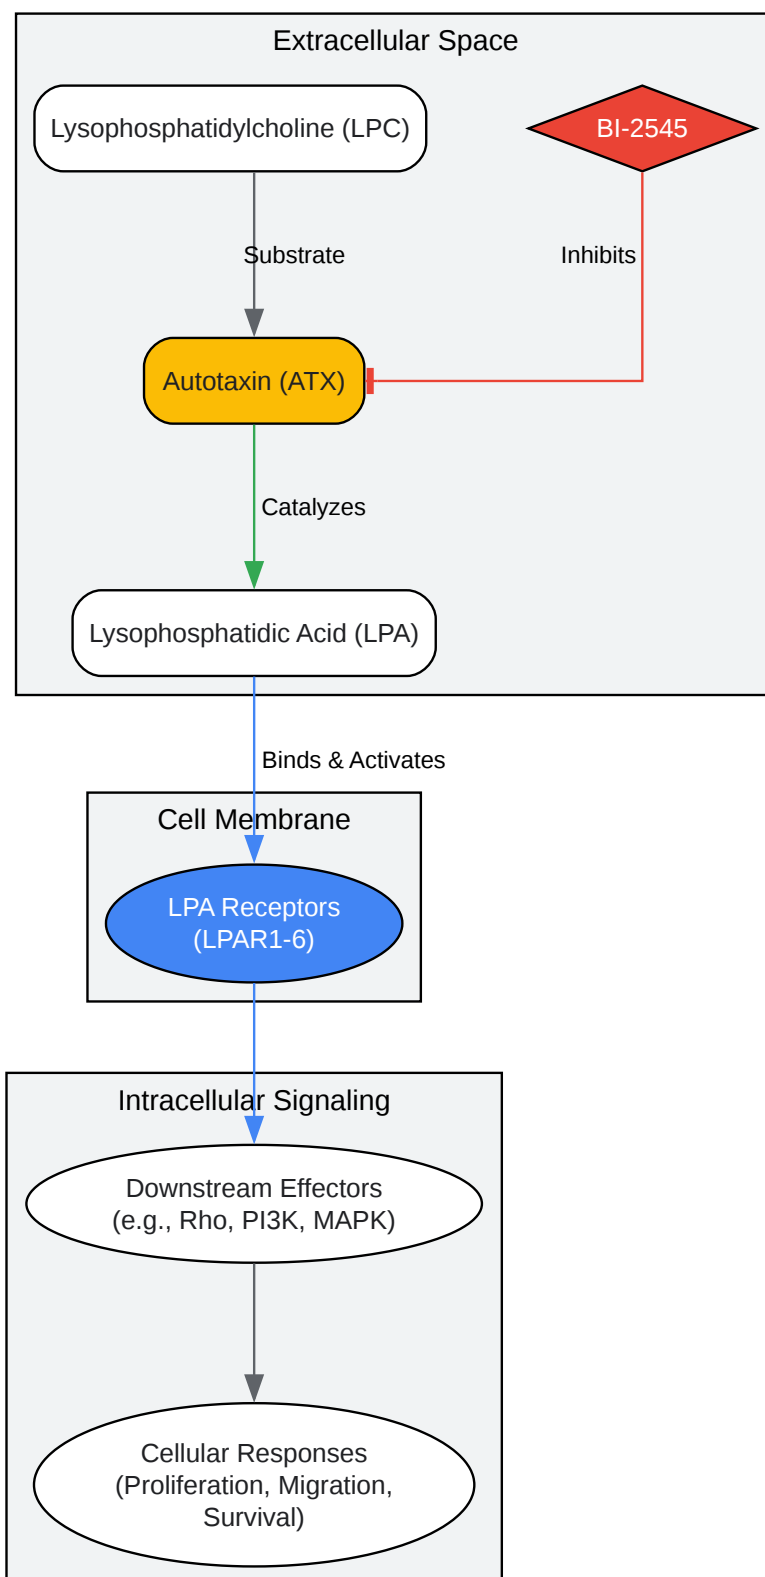 Extracellular Space
Lysophosphatidylcholine (LPC)
BI-2545
Substrate
Inhibits
Autotaxin (ATX)
Catalyzes
Lysophosphatidic Acid (LPA)
Binds & Activates
Cell Membrane
LPA Receptors
(LPAR1-6)
Intracellular Signaling
Downstream Effectors
(e.g., Rho, PI3K, MAPK)
Cellular Responses
(Proliferation, Migration,
Survival)